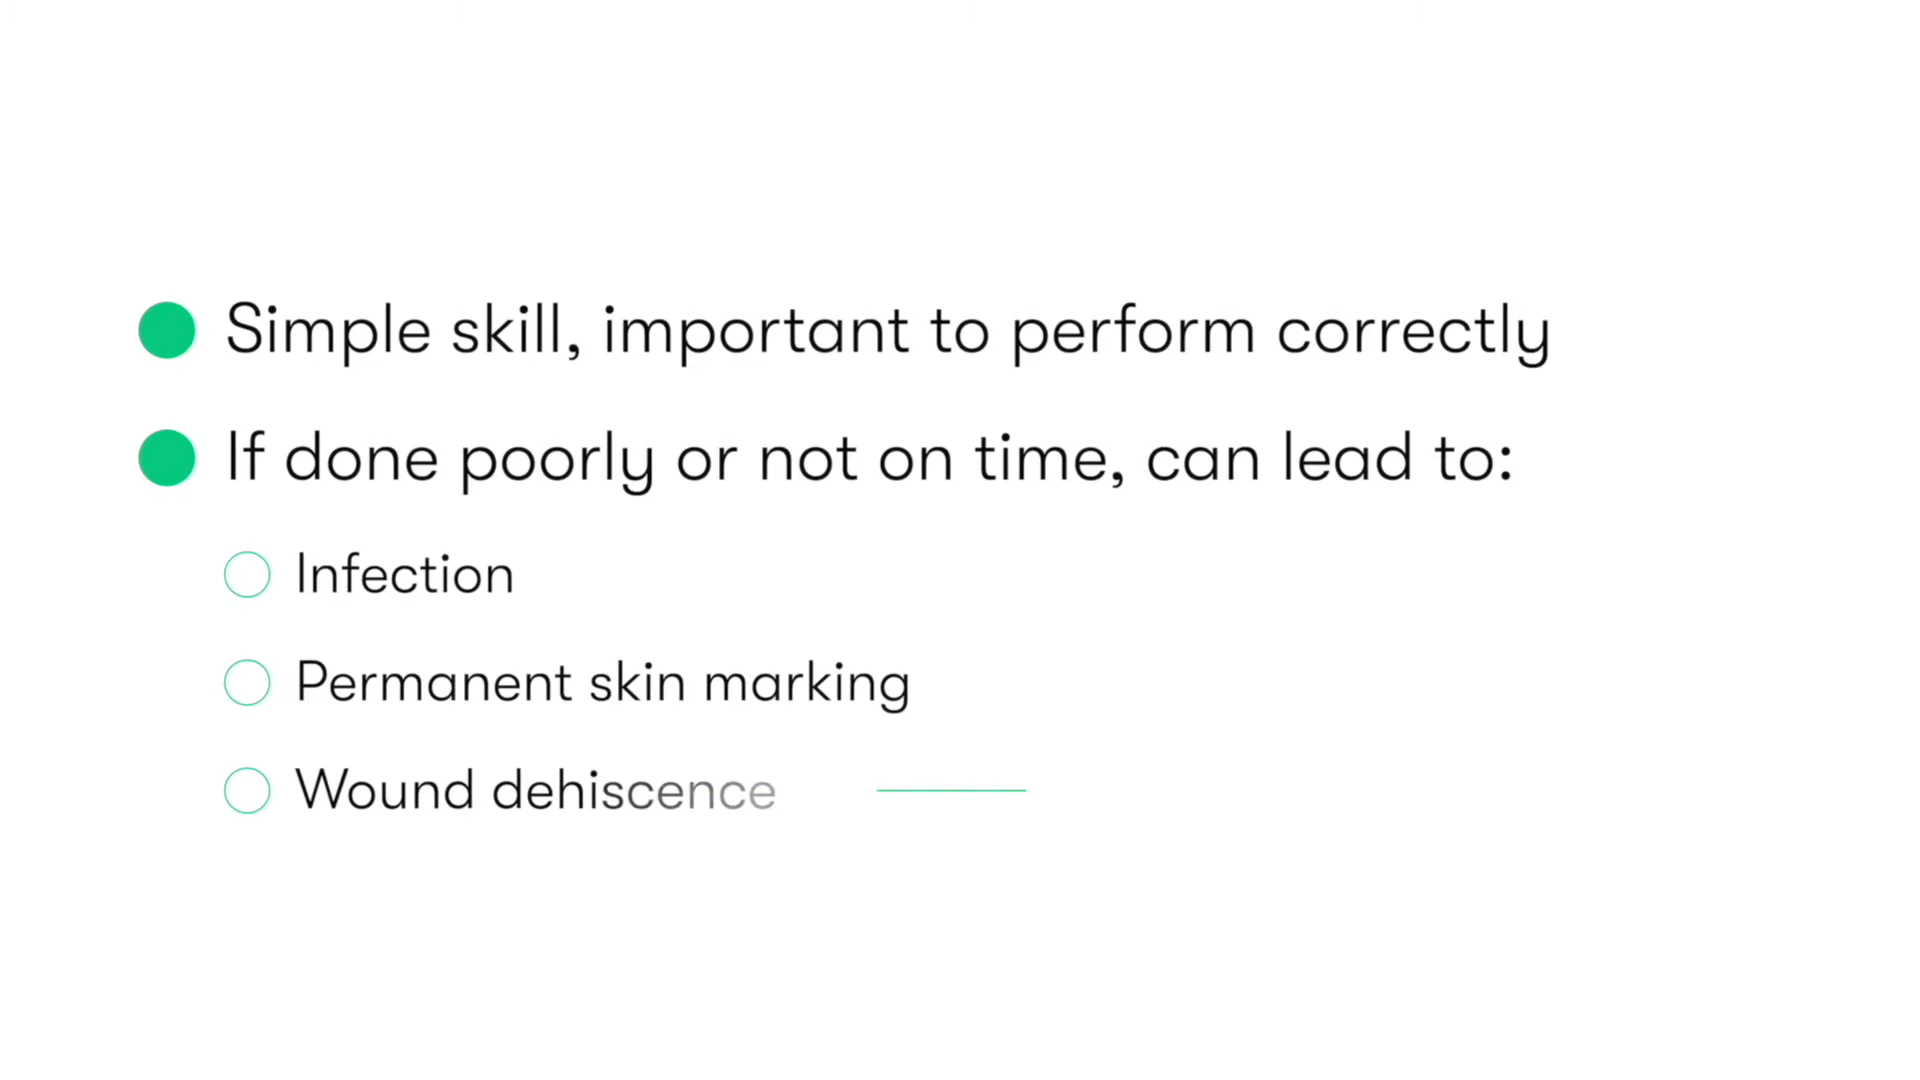 Simple skill, important to perform correctly
If done poorly or not on time, can lead to:
Infection
Permanent skin marking
Wound dehiscence